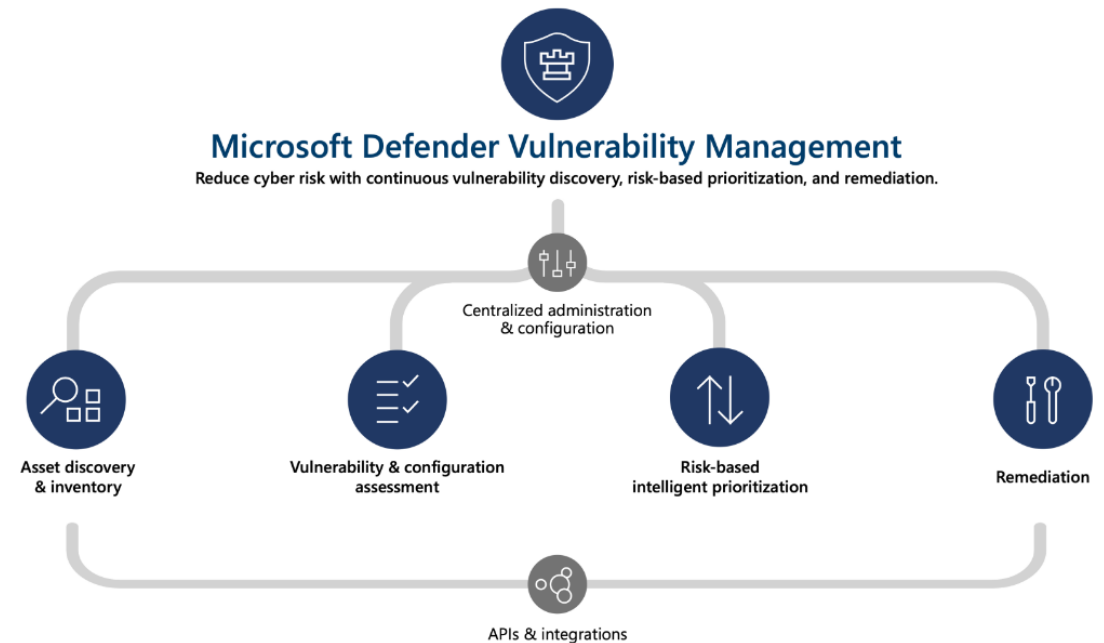 Microsoft Defender Vulnerability Management
Reduce cyber risk with continuous vulnerability discovery, risk-based prioritization, and remediation.
Centralized administration
& configuration
Asset discovery
& inventory
Vulnerability & configuration
assessment
Risk-based
intelligent prioritization
Remediation
APIs & integrations